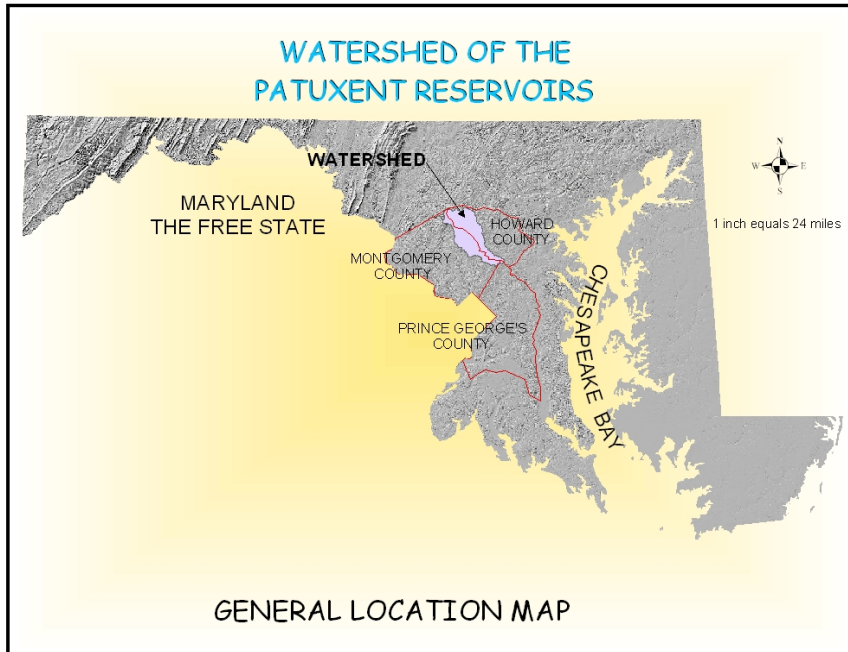 WATERSHED OF THE
PATUXENT RESERVOIRS
WATERSHED
MARYLAND
THE FREE STATE
N
W E
S
1 inch equals 24 miles
HOWARD
COUNTY
MONTGOMERY
COUNTY
PRINCE GEORGE'S
COUNTY
CHESAPEAKE BAY
GENERAL LOCATION MAP